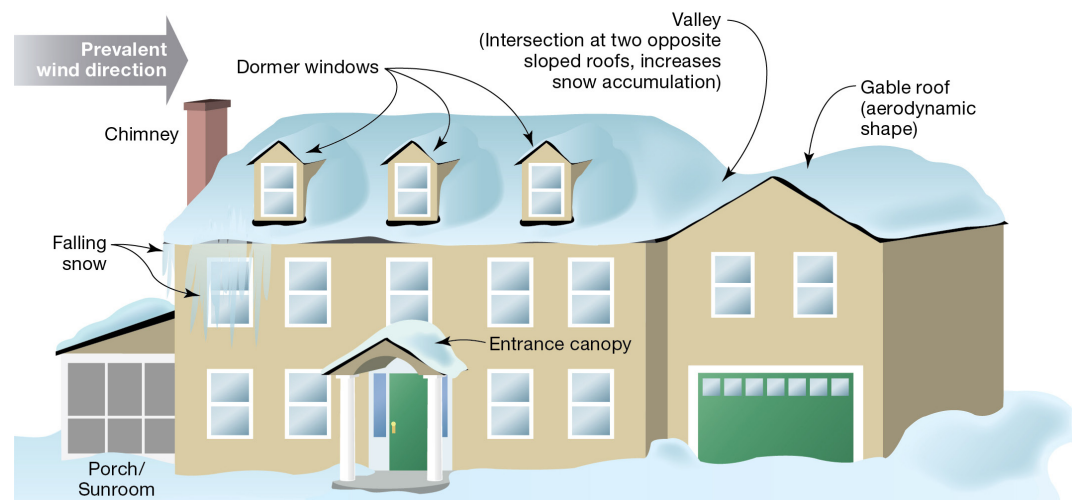 Prevalent
wind direction
Chimney
Dormer windows
Valley
(Intersection at two opposite
sloped roofs, increases
snow accumulation)
Gable roof
(aerodynamic
shape)
Falling
snow
Entrance canopy
Porch/
Sunroom